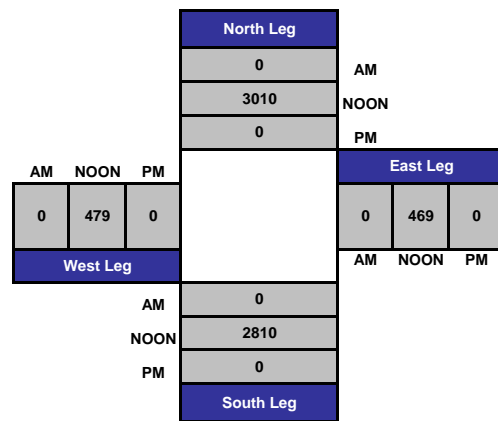 North Leg
0 AM
3010 NOON
0 PM
AM NOON PM East Leg
0 479 0 0 469 0
West Leg AM NOON PM
AM 0
NOON 2810
PM 0
South Leg